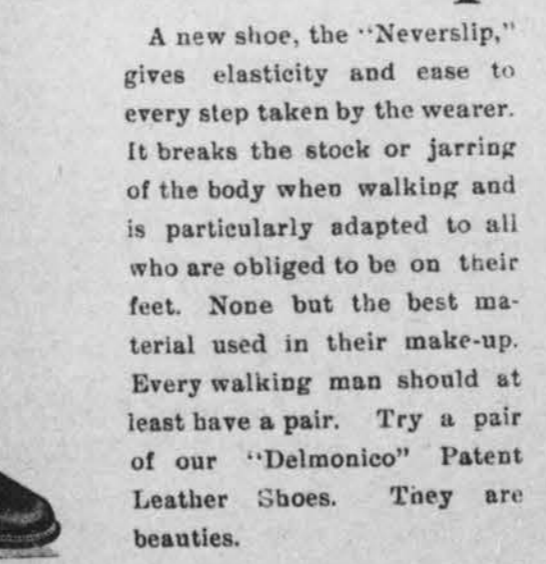 A new shoe, the "Neverslip,"
gives elasticity and ease to
every step taken by the wearer.
It breaks the stock or jarring
of the body when walking and
is particularly adapted to all
who are obliged to be on their
feet. None but the best ma-
terial used in their make-up.
Every walking man should at
least have a pair. Try a pair
of our "Delmonico" Patent
Leather Shoes. They are
beauties.